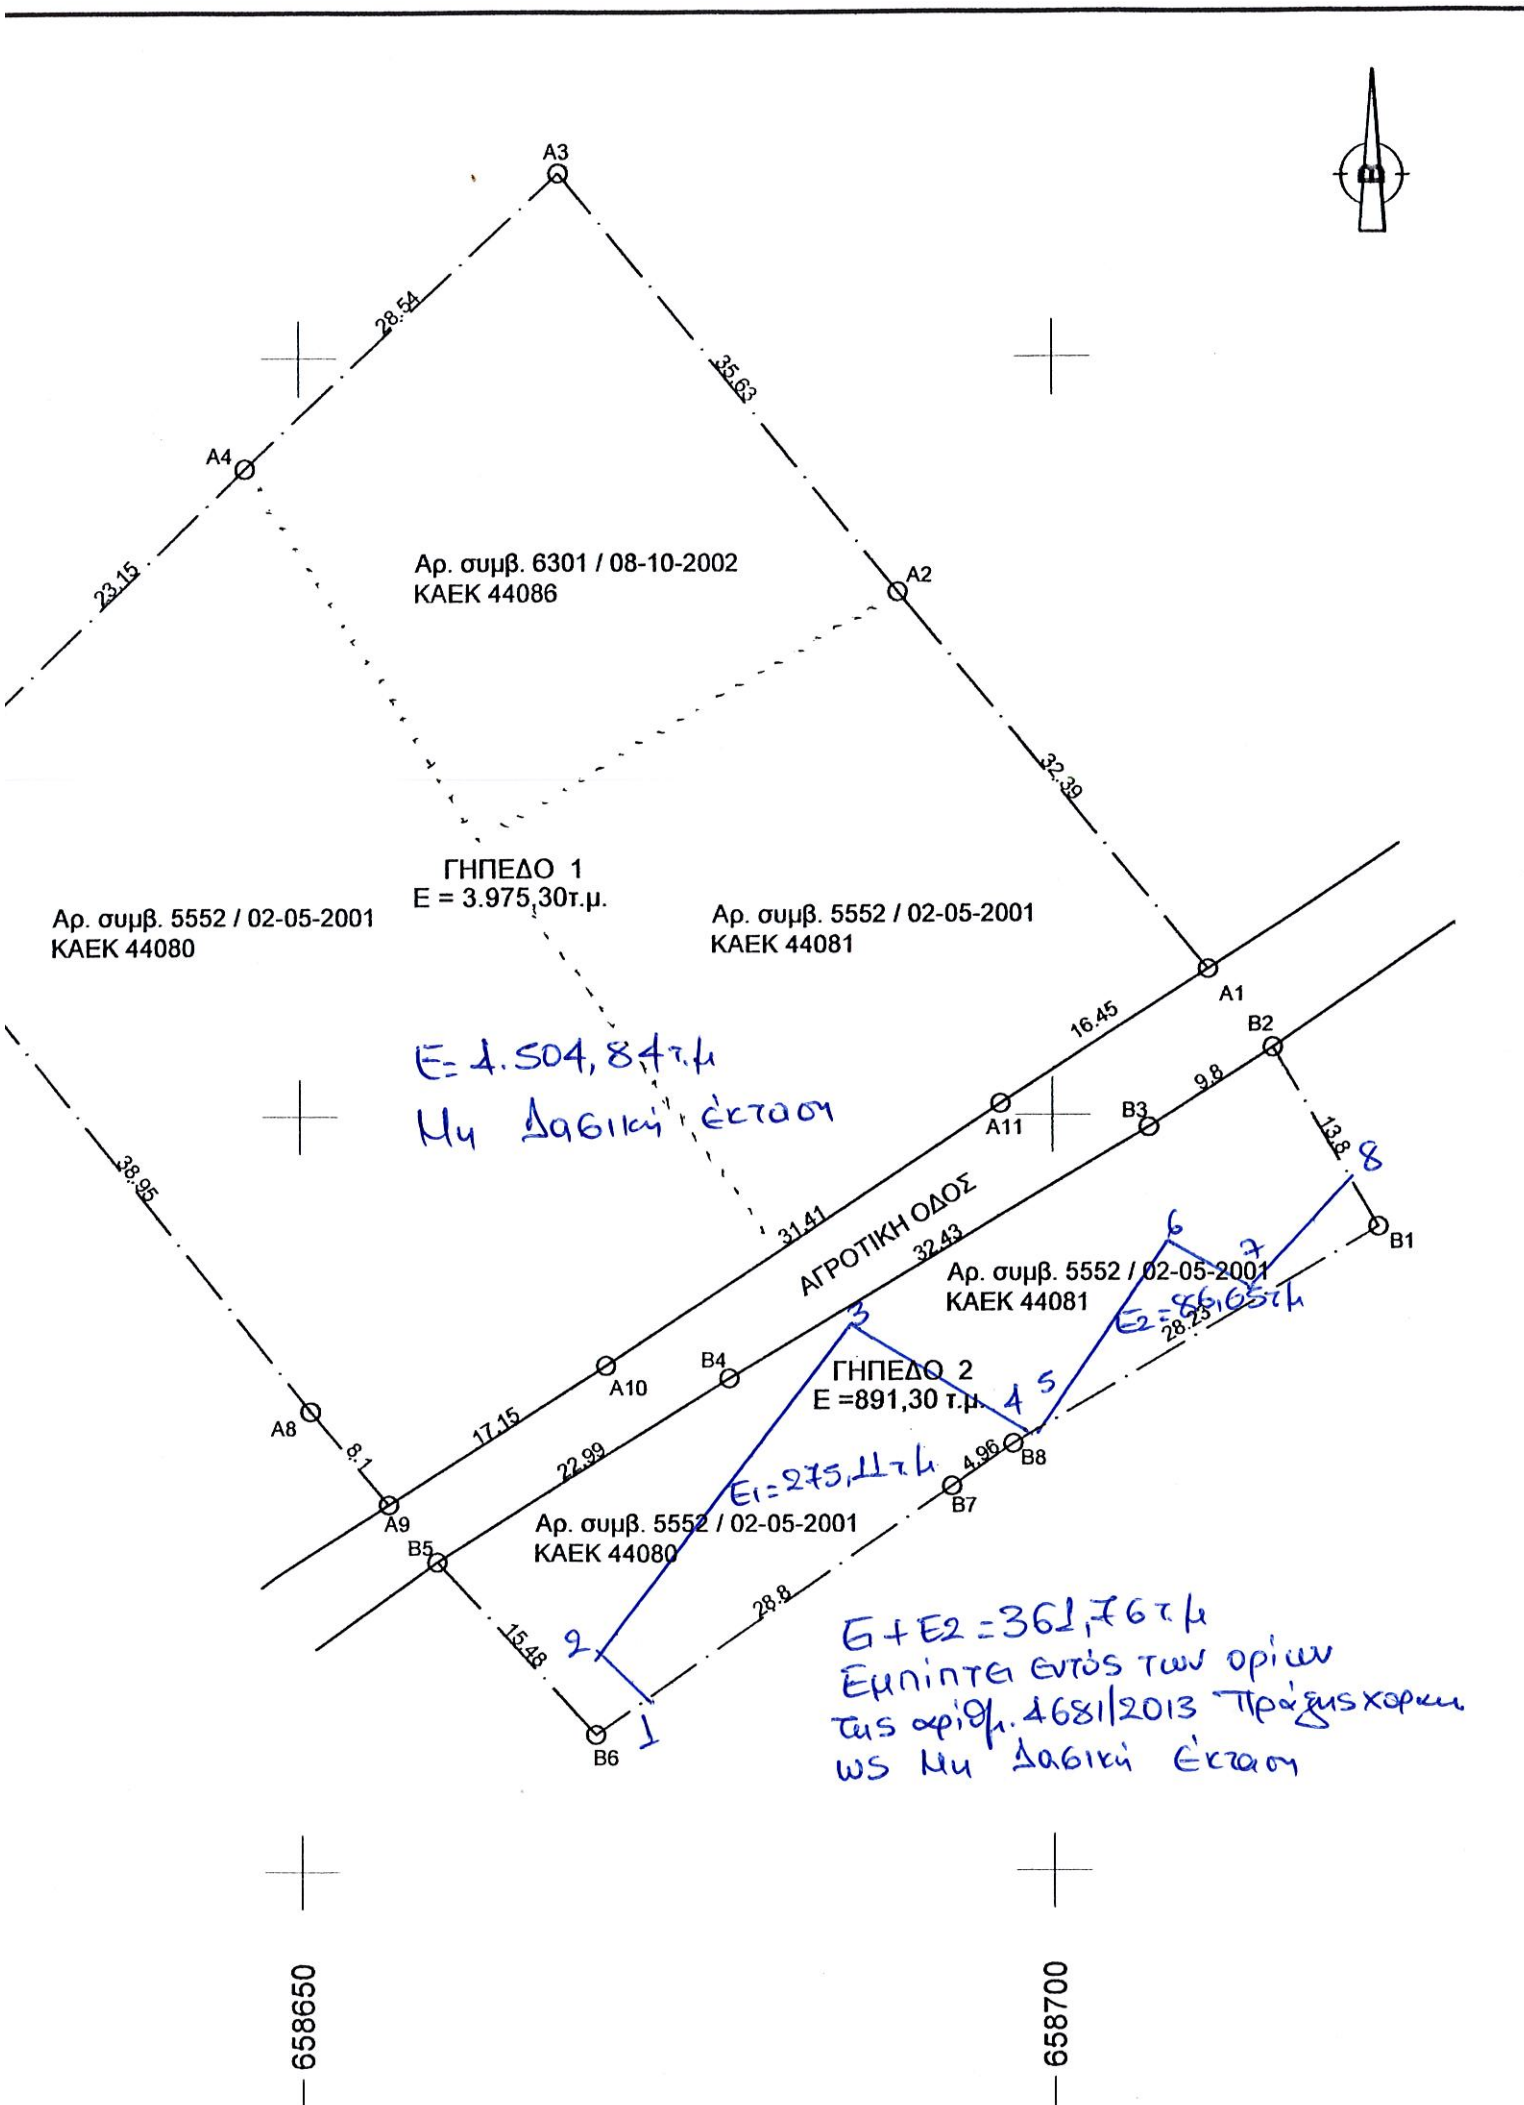 A3
Β
28.54
35.63
A4
A2
Αρ. συμβ. 6301 / 08-10-2002
ΚΑΕΚ 44086
23.15
32.39
ΓΗΠΕΔΟ 1
Ε = 3.975,30τ.μ.
Αρ. συμβ. 5552 / 02-05-2001
ΚΑΕΚ 44080
Αρ. συμβ. 5552 / 02-05-2001
ΚΑΕΚ 44081
A1
16.45
B2
Ε= 1.504,84τ.μ
Μη Δασική έκταση
9.8
A11
B3
13.8
8
38.95
31.41
ΑΓΡΟΤΙΚΗ ΟΔΟΣ
32.43
6
7
B1
Αρ. συμβ. 5552 / 02-05-2001
ΚΑΕΚ 44081
Ε2=86,65τμ
28.23
3
B4
ΓΗΠΕΔΟ 2
Ε =891,30 τ.μ.
4
5
A10
A8
17.15
8.1
22.99
4.96
B8
Ε1=275,11τ.μ
B7
A9
B5
Αρ. συμβ. 5552 / 02-05-2001
ΚΑΕΚ 44080
28.8
15.48
2
1
B6
Ε+Ε2=361,76τ.μ
Εμπίπτει εντός των ορίων
της αριθμ. 4681/2013 Πράξης
ως Μη Δασική Έκταση
658650
658700